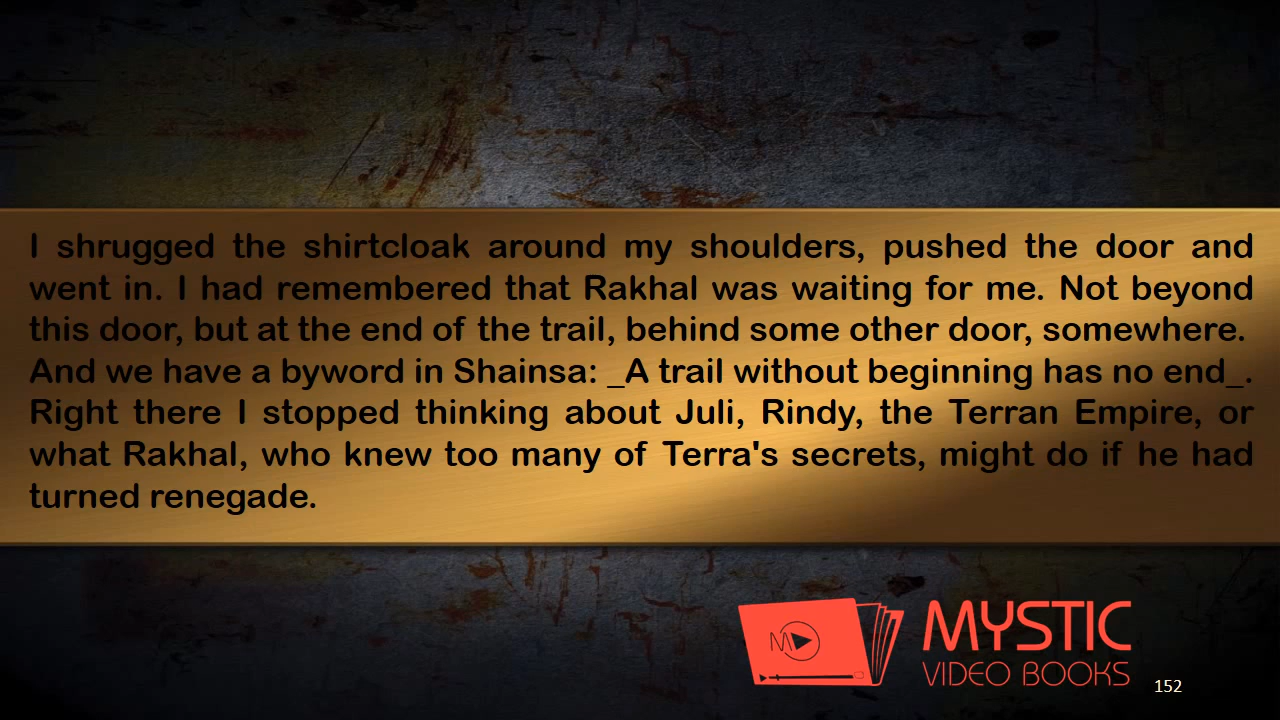 I shrugged the shirtcloak around my shoulders, pushed the door and
went in. I had remembered that Rakhal was waiting for me. Not beyond
this door, but at the end of the trail, behind some other door, somewhere.
And we have a byword in Shainsa: _A trail without beginning has no end_.
Right there I stopped thinking about Juli, Rindy, the Terran Empire, or
what Rakhal, who knew too many of Terra's secrets, might do if he had
turned renegade.
M
MYSTIC
VIDEO BOOKS
152